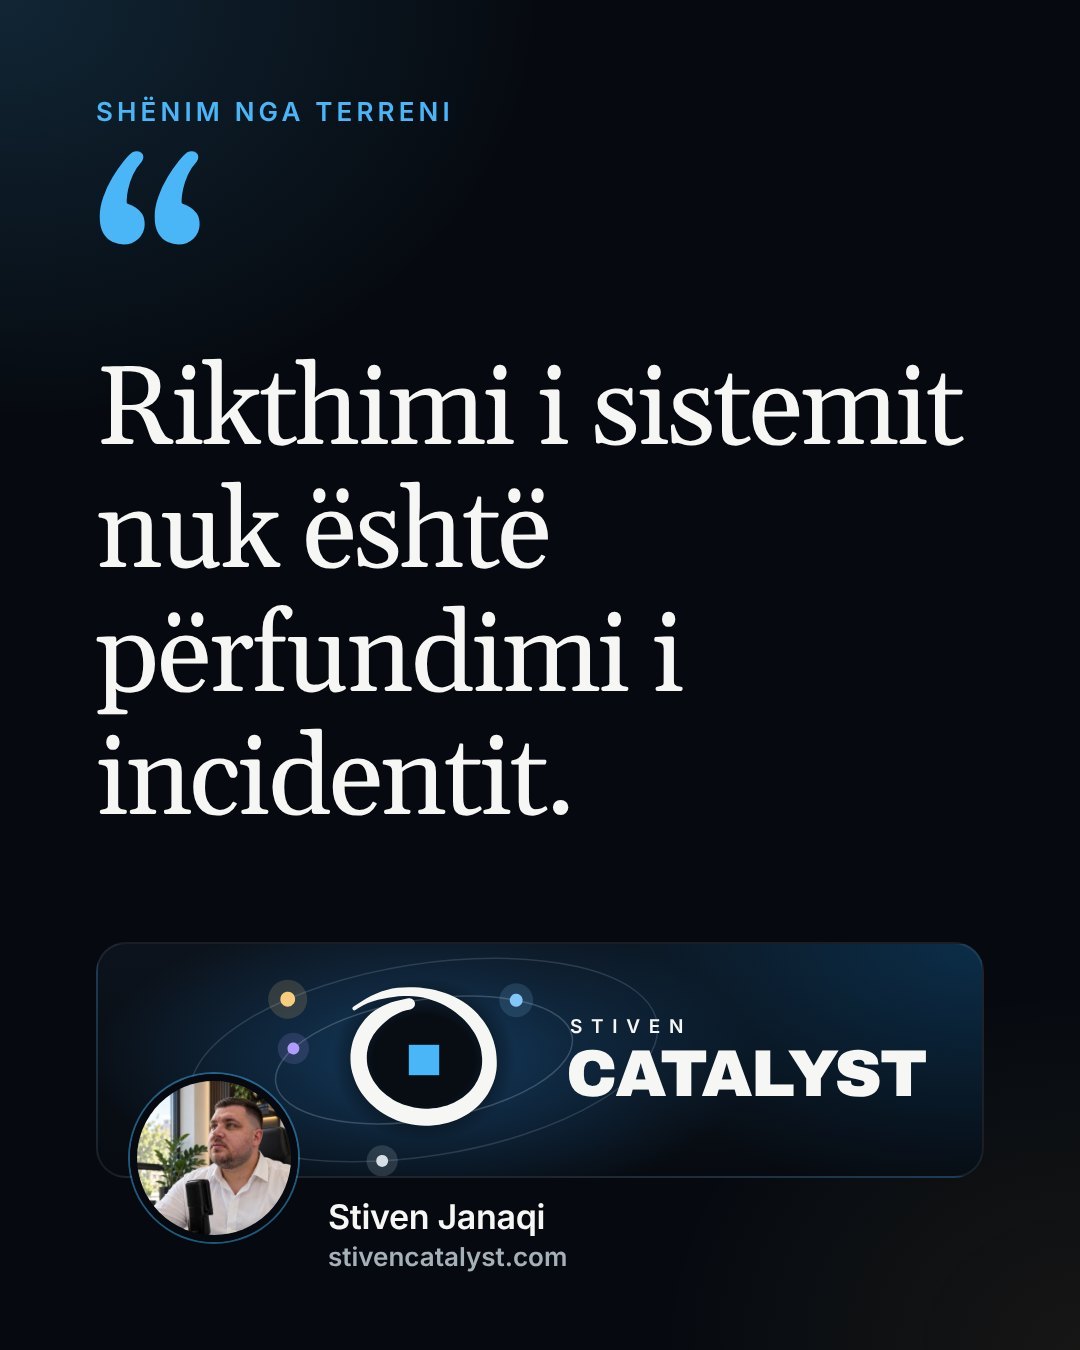 SHËNIM NGA TERRENI
“
Rikthimi i sistemit
nuk është
përfundimi i
incidentit.
STIVEN
CATALYST
Stiven Janaqi
stivencatalyst.com